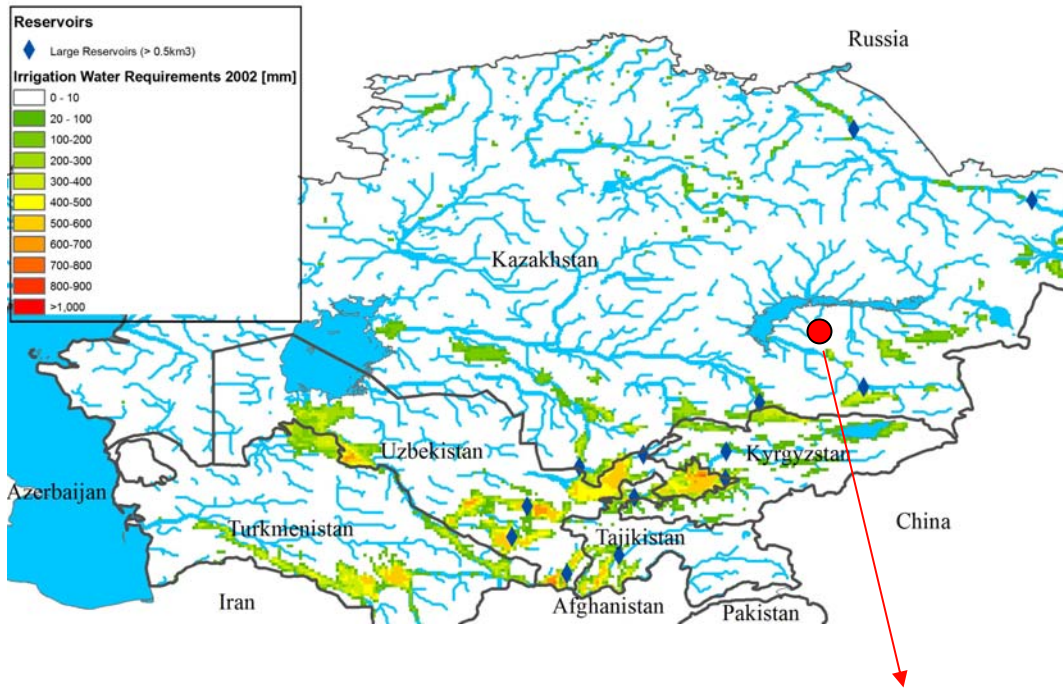 Reservoirs
Large Reservoirs (> 0.5km3)
Irrigation Water Requirements 2002 [mm]
0 - 10
20 - 100
100-200
200-300
300-400
400-500
500-600
600-700
700-800
800-900
>1,000
Russia
Kazakhstan
Uzbekistan
Kyrgyzstan
Azerbaijan
Turkmenistan
China
Tajikistan
Iran
Afghanistan
Pakistan